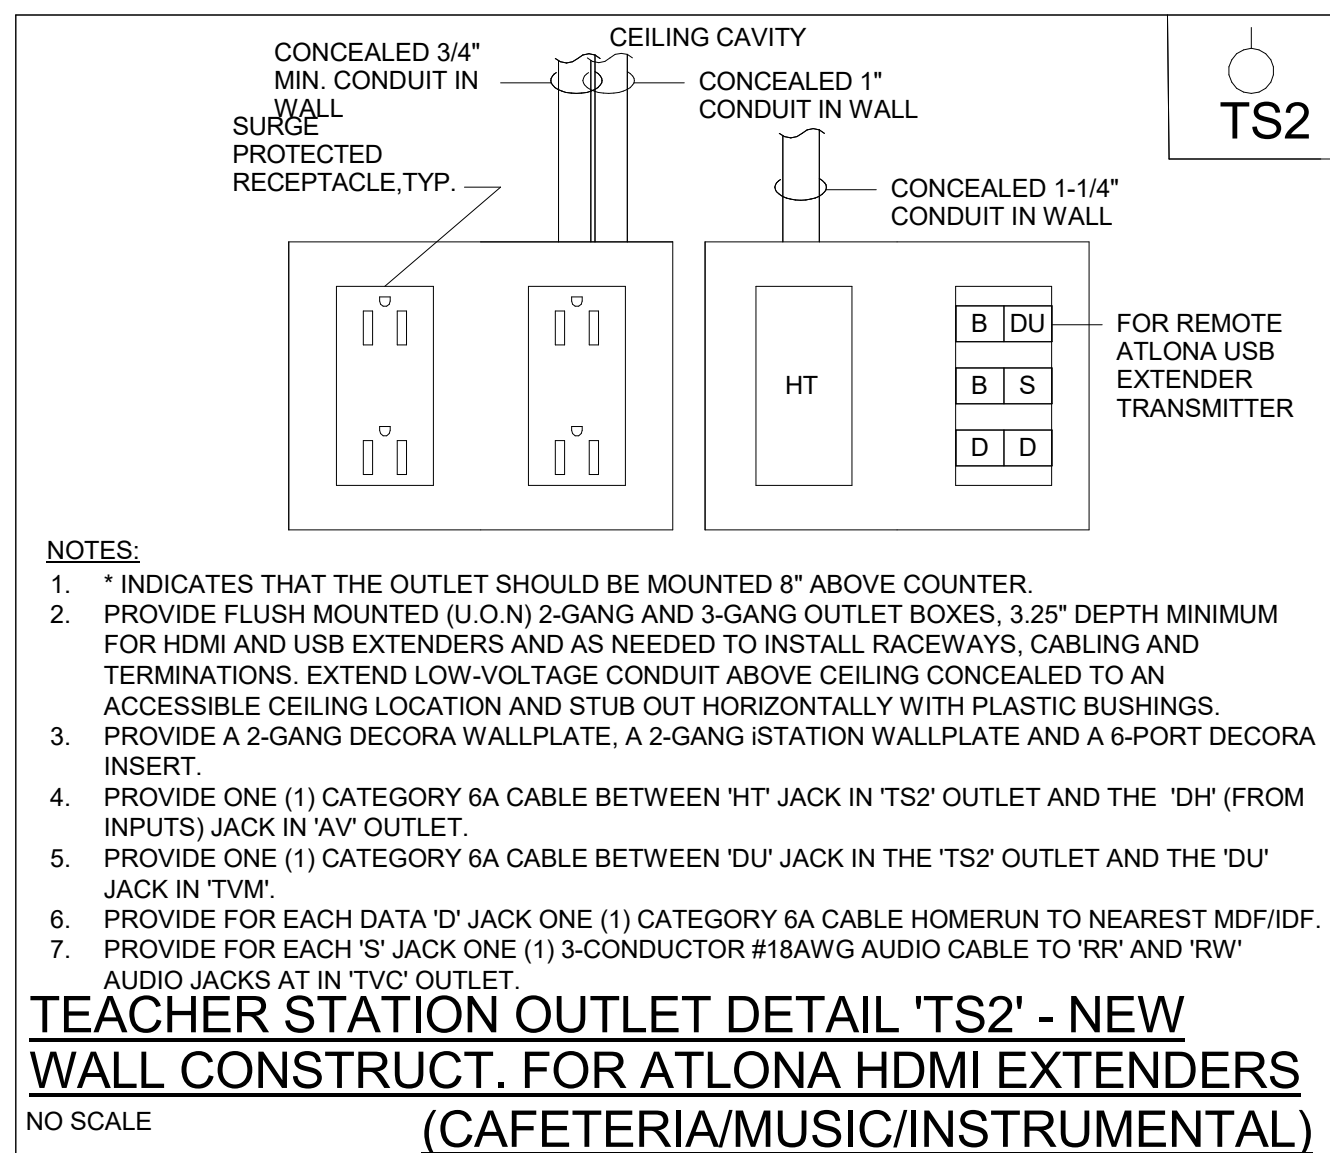 CEILING CAVITY
CONCEALED 3/4"
MIN. CONDUIT IN
WALL
SURGE
PROTECTED
RECEPTACLE,TYP.
CONCEALED 1"
CONDUIT IN WALL
TS2
CONCEALED 1-1/4"
CONDUIT IN WALL
HT
B DU
B S
D D
FOR REMOTE
ATLONA USB
EXTENDER
TRANSMITTER
NOTES:
1. * INDICATES THAT THE OUTLET SHOULD BE MOUNTED 8" ABOVE COUNTER.
2. PROVIDE FLUSH MOUNTED (U.O.N) 2-GANG AND 3-GANG OUTLET BOXES, 3.25" DEPTH MINIMUM
FOR HDMI AND USB EXTENDERS AND AS NEEDED TO INSTALL RACEWAYS, CABLING AND
TERMINATIONS. EXTEND LOW-VOLTAGE CONDUIT ABOVE CEILING CONCEALED TO AN
ACCESSIBLE CEILING LOCATION AND STUB OUT HORIZONTALLY WITH PLASTIC BUSHINGS.
3. PROVIDE A 2-GANG DECORA WALLPLATE, A 2-GANG iSTATION WALLPLATE AND A 6-PORT DECORA
INSERT.
4. PROVIDE ONE (1) CATEGORY 6A CABLE BETWEEN 'HT' JACK IN 'TS2' OUTLET AND THE 'DH' (FROM
INPUTS) JACK IN 'AV' OUTLET.
5. PROVIDE ONE (1) CATEGORY 6A CABLE BETWEEN 'DU' JACK IN THE 'TS2' OUTLET AND THE 'DU'
JACK IN 'TVM'.
6. PROVIDE FOR EACH DATA 'D' JACK ONE (1) CATEGORY 6A CABLE HOMERUN TO NEAREST MDF/IDF.
7. PROVIDE FOR EACH 'S' JACK ONE (1) 3-CONDUCTOR #18AWG AUDIO CABLE TO 'RR' AND 'RW'
AUDIO JACKS AT IN 'TVC' OUTLET.
TEACHER STATION OUTLET DETAIL 'TS2' - NEW
WALL CONSTRUCT. FOR ATLONA HDMI EXTENDERS
NO SCALE
(CAFETERIA/MUSIC/INSTRUMENTAL)